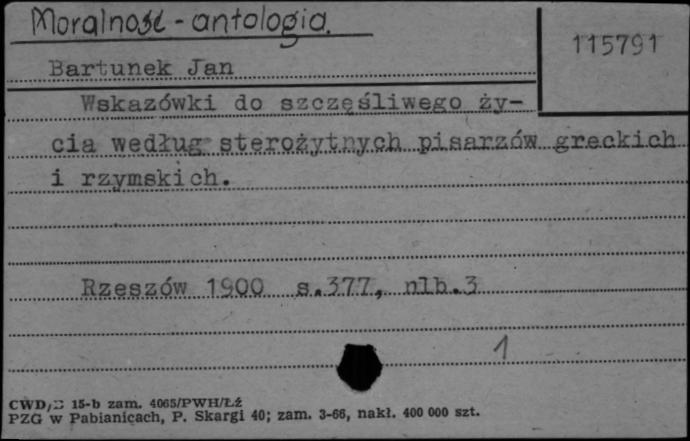 Moralność - antologia.
115791
Bartunek Jan
Wskazówki do szczęśliwego ży-
cia według sterożytnych pisarzów greckich
i rzymskich.
Rzeszów 1900 s.377, nlb.3
1
15-b zam. 4065/PWH/Łź
PZG w Pabianicach, P. Skargi 40; zam. 3-66, nakł. 400 000 szt.